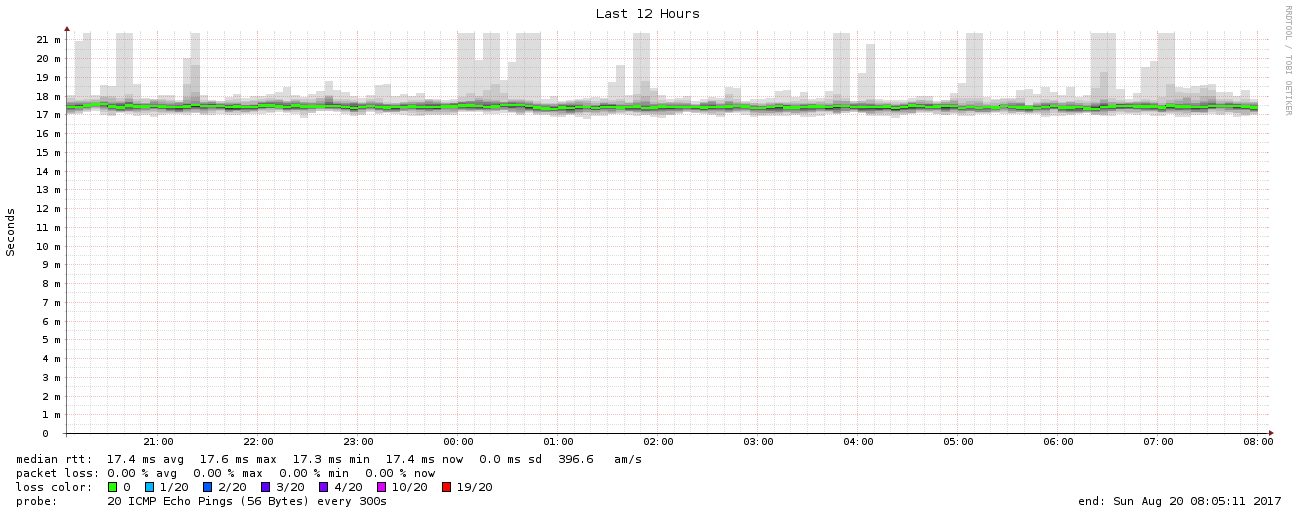 Last 12 Hours
RRDTOOL / TOBI OETIKER
21 m
20 m
19 m
18 m
17 m
16 m
15 m
14 m
13 m
12 m
11 m
10 m
9 m
8 m
7 m
6 m
5 m
4 m
3 m
2 m
1 m
0
Seconds
21:00 22:00 23:00 00:00 01:00 02:00 03:00 04:00 05:00 06:00 07:00 08:00
median rtt: 17.4 ms avg 17.6 ms max 17.3 ms min 17.4 ms now 0.0 ms sd 396.6 am/s
packet loss: 0.00 % avg 0.00 % max 0.00 % min 0.00 % now
loss color: 0 1/20 2/20 3/20 4/20 10/20 19/20
probe: 20 ICMP Echo Pings (56 Bytes) every 300s end: Sun Aug 20 08:05:11 2017